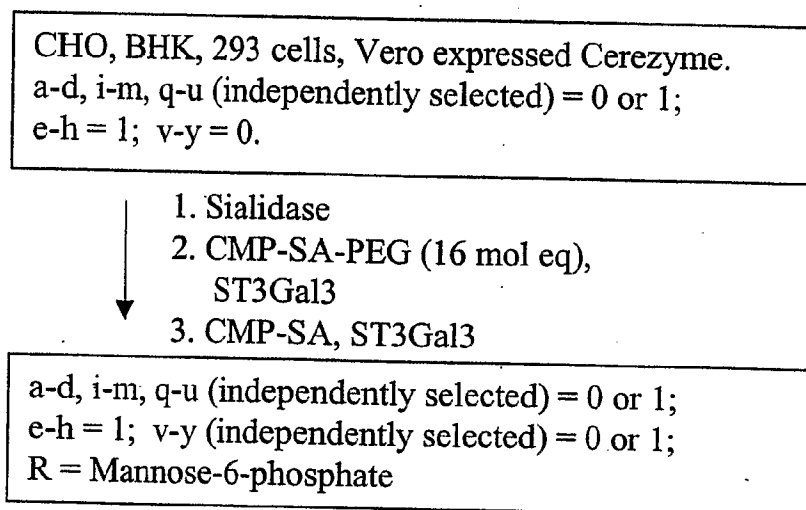 CHO, BHK, 293 cells, Vero expressed Cerezyme.
a-d, i-m, q-u (independently selected) = 0 or 1;
e-h = 1; v-y = 0.
1. Sialidase
2. CMP-SA-PEG (16 mol eq),
ST3Gal3
3. CMP-SA, ST3Gal3
a-d, i-m, q-u (independently selected) = 0 or 1;
e-h = 1; v-y (independently selected) = 0 or 1;
R = Mannose-6-phosphate